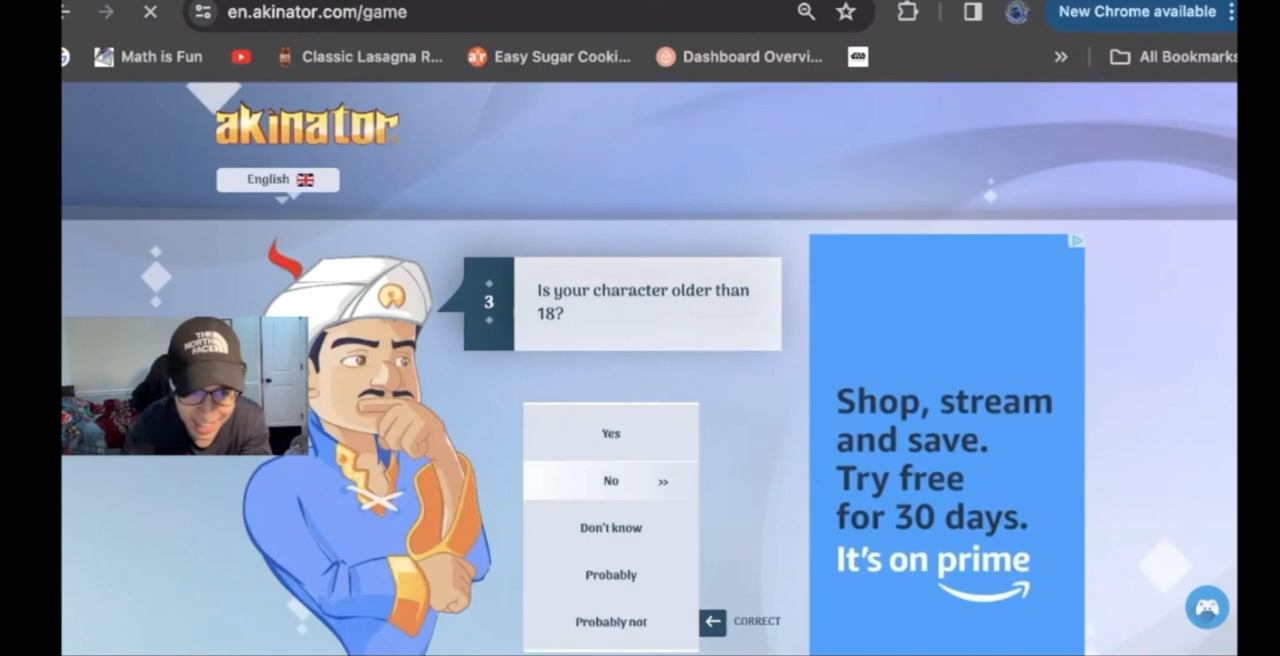 en.akinator.com/game
New Chrome available
Math is Fun
Classic Lasagna R...
Easy Sugar Cooki...
Dashboard Overvi...
All Bookmarks
akinator
English
3
Is your character older than
18?
THE
NORTH
FACE
Yes
No
Don't know
Probably
Probably not
CORRECT
Shop, stream
and save.
Try free
for 30 days.
It's on prime